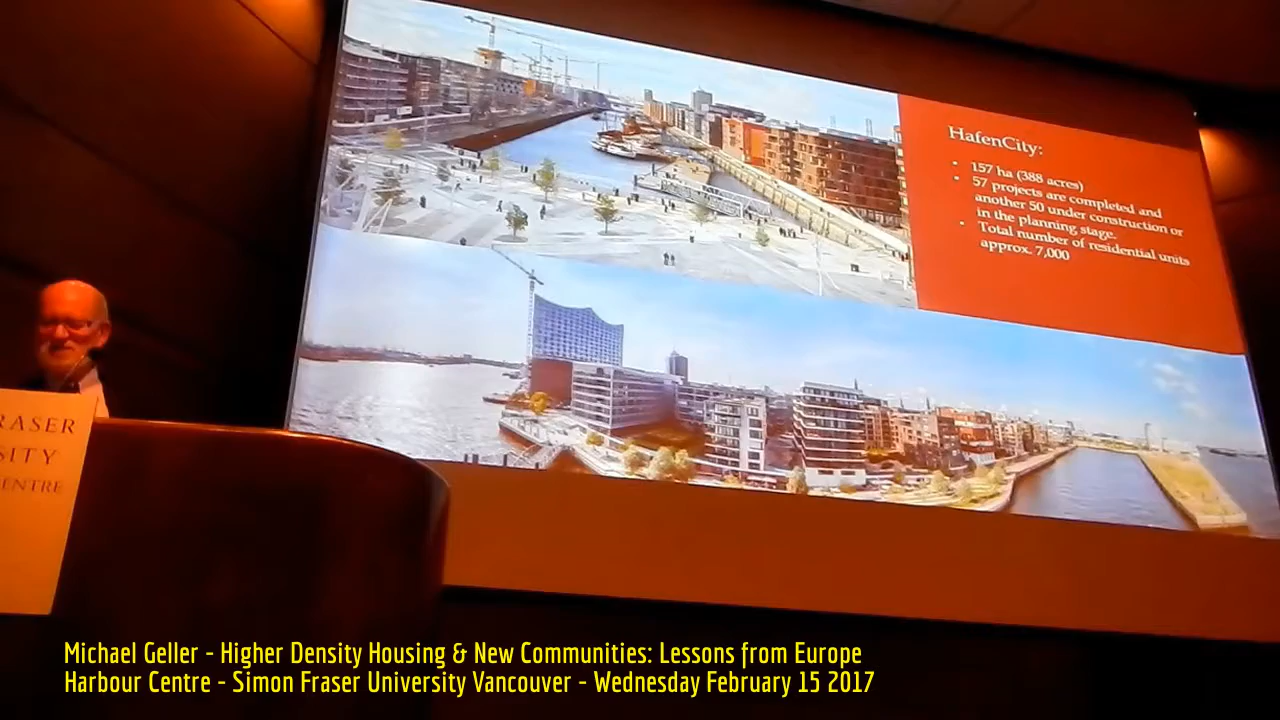 HafenCity:
• 157 ha (388 acres)
• 57 projects are completed and
another 50 under construction or
in the planning stage.
• Total number of residential units
approx. 7,000
RASER
SITY
ENTRE
Michael Geller - Higher Density Housing & New Communities: Lessons from Europe
Harbour Centre - Simon Fraser University Vancouver - Wednesday February 15 2017